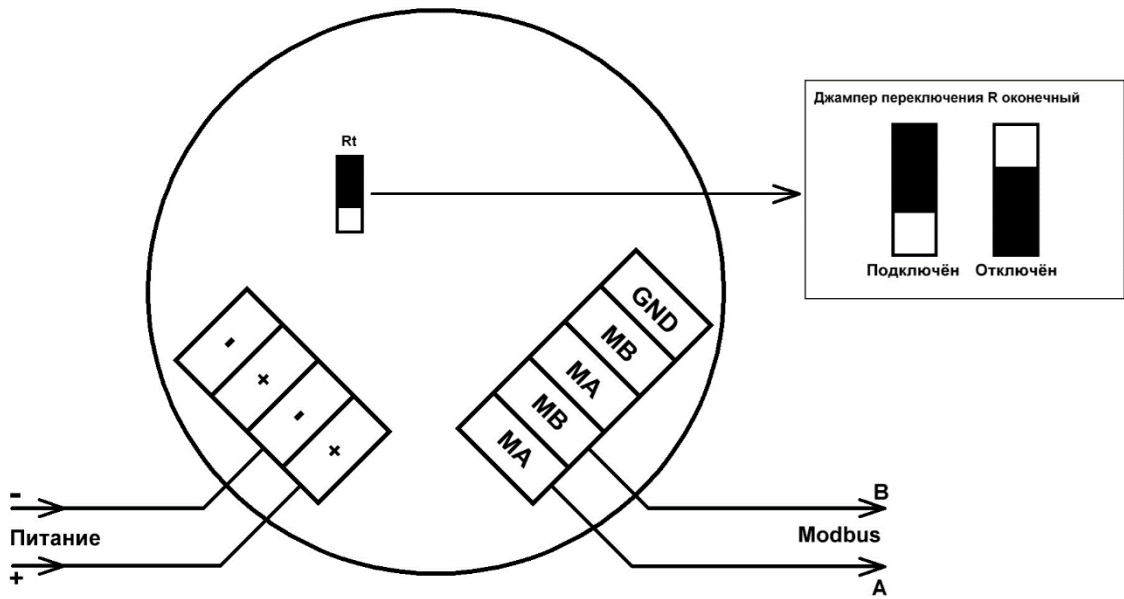 Rt
Джампер переключения R оконечный
Подключён Отключён
GND
MB
MA
MB
MA
-
+
-
+
-
Питание
+
B
Modbus
A